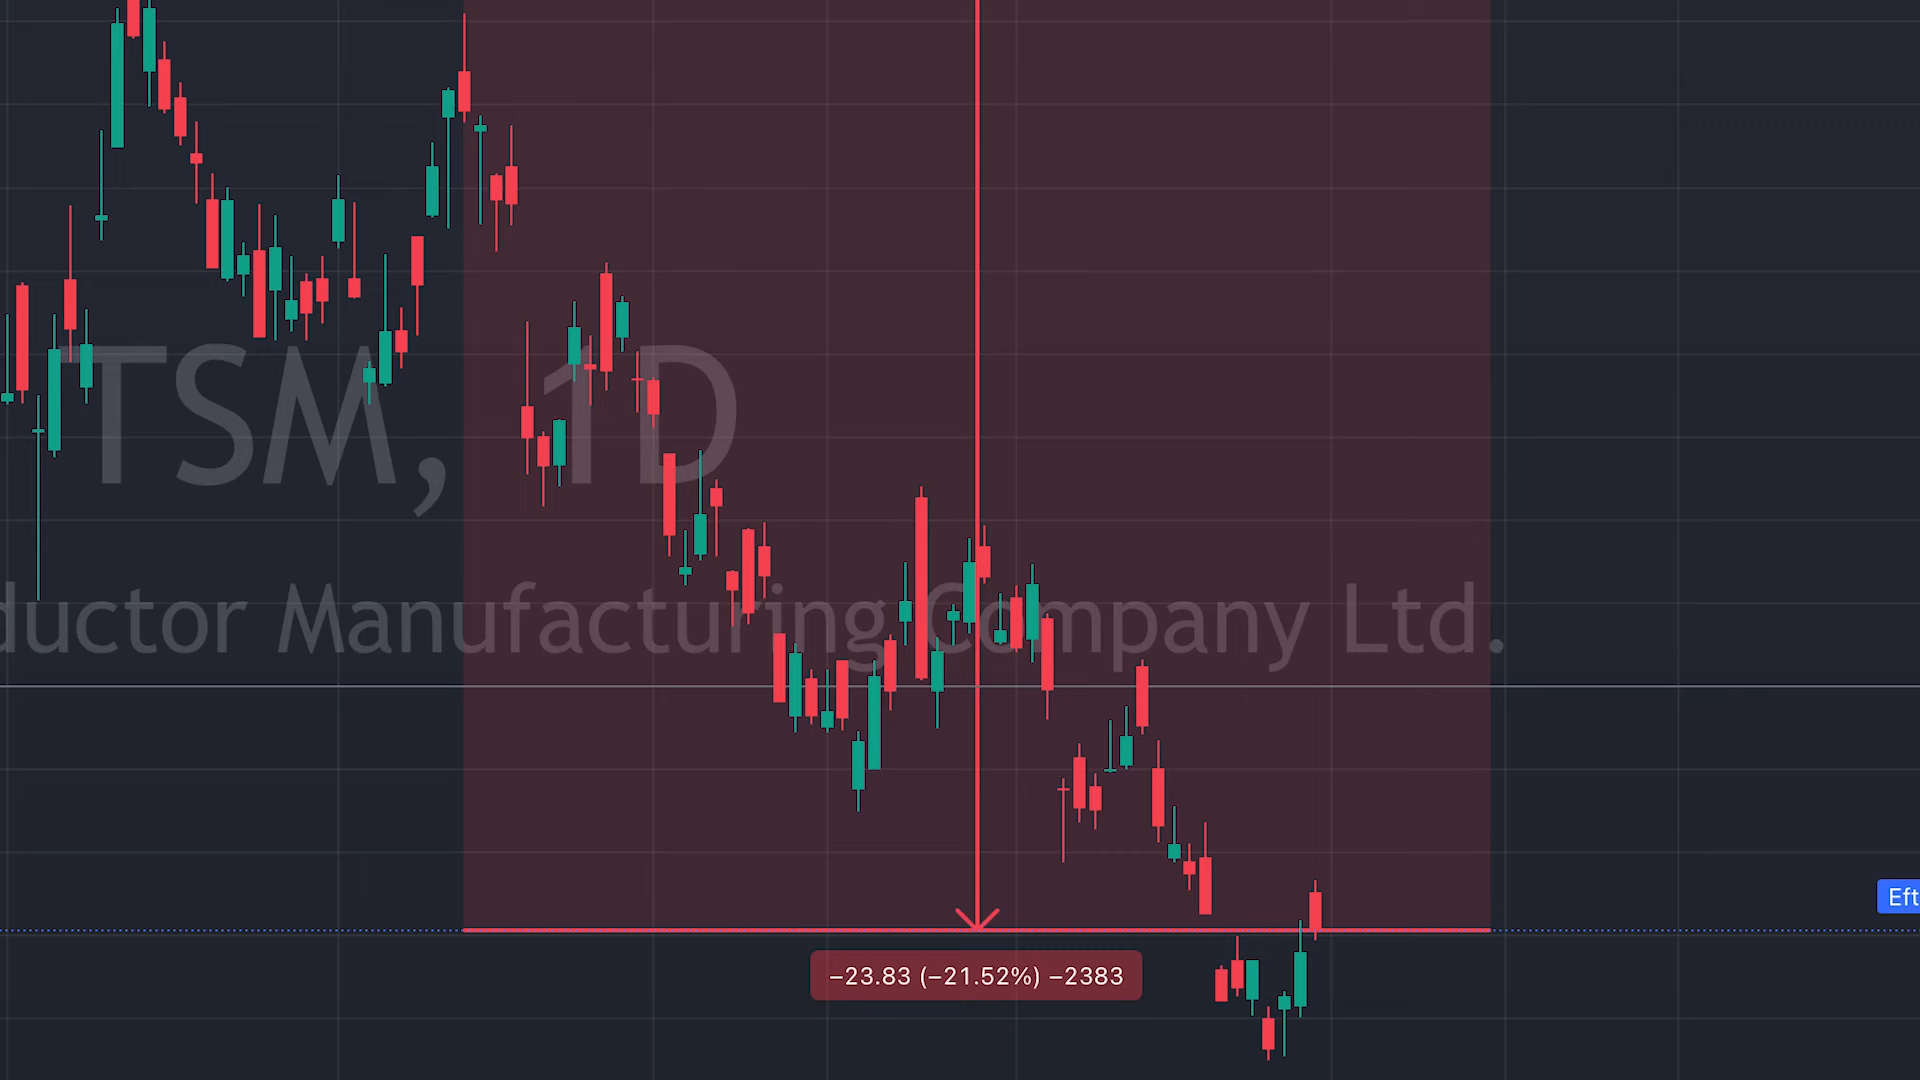 TSM, 1D
ductor Manufacturing Company Ltd.
Eft
−23.83 (−21.52%) −2383